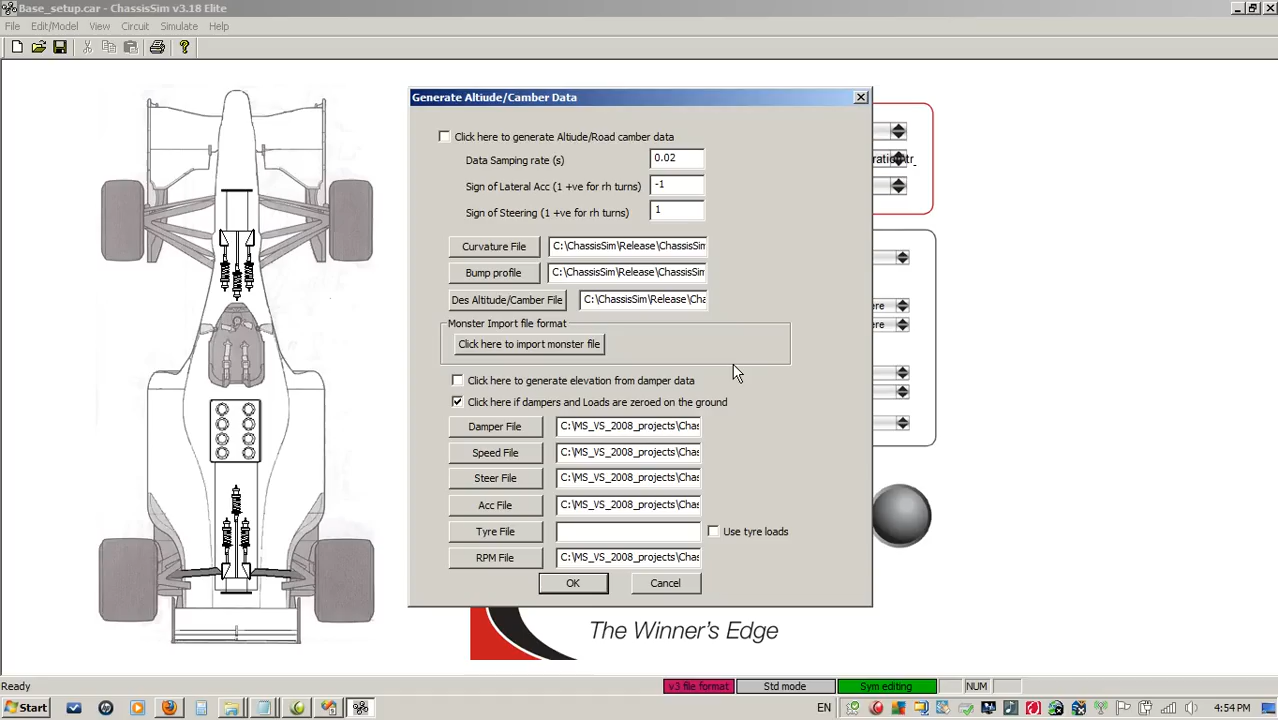 Base_setup.car - ChassisSim v3.18 Elite
File Edit/Model View Circuit Simulate Help
Generate Altiude/Camber Data
Click here to generate Altiude/Road camber data
Data Samping rate (s) 0.02
Sign of Lateral Acc (1 +ve for rh turns) -1
Sign of Steering (1 +ve for rh turns) 1
Curvature File C:\ChassisSim\Release\ChassisSim
Bump profile C:\ChassisSim\Release\ChassisSim
Des Altitude/Camber File C:\ChassisSim\Release\Cha
Monster Import file format
Click here to import monster file
Click here to generate elevation from damper data
Click here if dampers and Loads are zeroed on the ground
Damper File C:\MS_VS_2008_projects\Chas
Speed File C:\MS_VS_2008_projects\Chas
Steer File C:\MS_VS_2008_projects\Chas
Acc File C:\MS_VS_2008_projects\Chas
Tyre File Use tyre loads
RPM File C:\MS_VS_2008_projects\Chas
OK Cancel
ere
ere
The Winner's Edge
Ready v3 file format Std mode Sym editing NUM
Start EN 4:54 PM